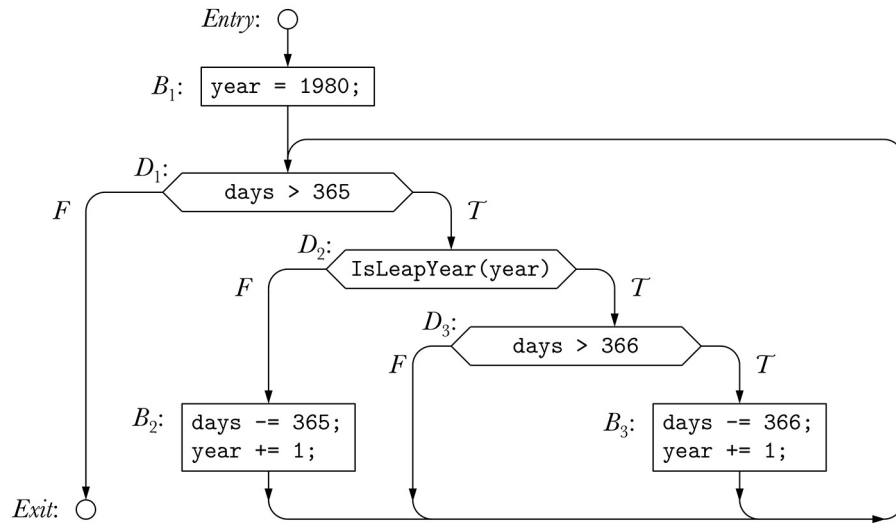 Entry:
B1:
year = 1980;
D1:
days > 365
F
T
D2:
IsLeapYear(year)
F
T
D3:
days > 366
F
T
B2:
days -= 365;
year += 1;
B3:
days -= 366;
year += 1;
Exit: